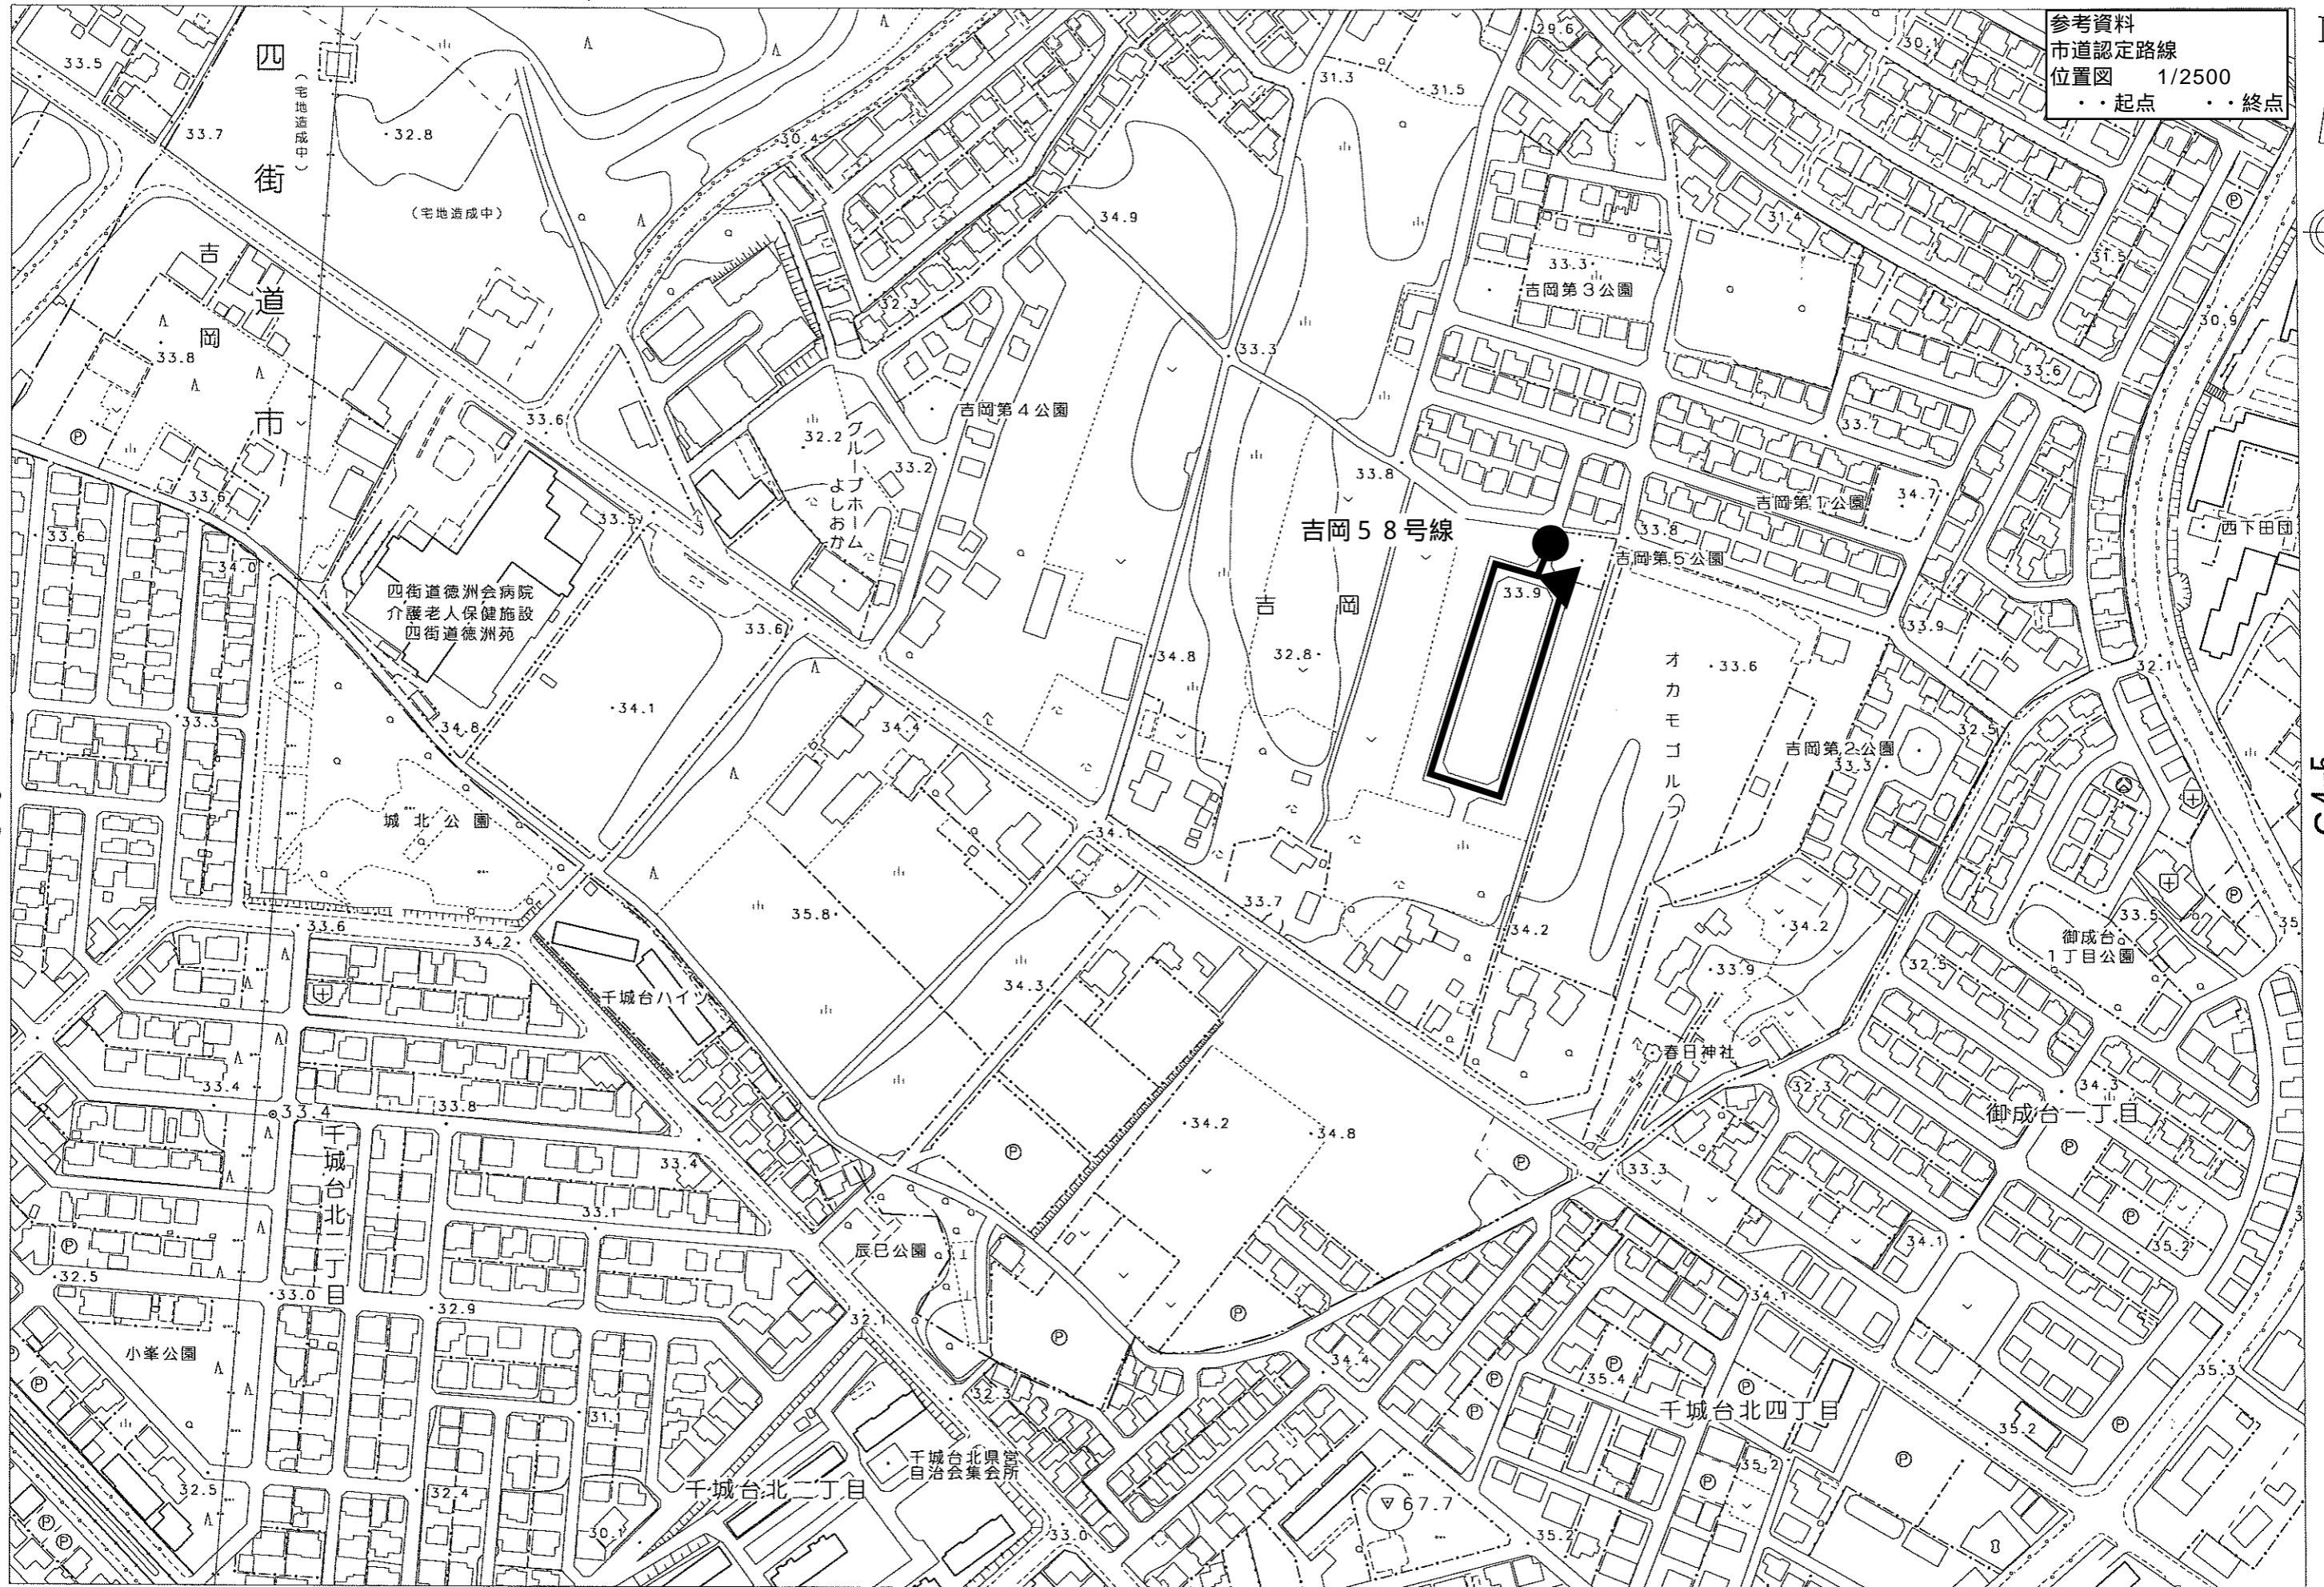 参考資料
市道認定路線
位置図 1/2500
・・起点 ・・終点
四街道市
(宅地造成中)
(宅地造成中)
吉岡
33.5
33.7
32.8
30.4
31.3
31.5
29.6
30.1
34.9
31.4
31.5
33.3
吉岡第3公園
30.9
32.3
33.8
33.3
33.6
33.6
吉岡第4公園
32.2
グループホーム
よしおか
33.2
33.7
33.8
吉岡第1公園
34.7
33.6
33.5
33.6
吉岡58号線
33.8
西下田団
吉岡第5公園
34.0
四街道徳洲会病院
介護老人保健施設
四街道徳洲苑
33.9
吉岡
33.6
33.9
34.8
32.8
オカモゴルフ
33.6
32.1
34.1
33.3
34.8
34.4
32.5
吉岡第2公園
33.3
城北公園
34.1
35.8
33.7
33.6
34.2
34.2
34.2
33.5
御成台
1丁目公園
32.5
35
33.9
千城台ハイツ
34.3
春日神社
33.4
32.3
34.3
33.4
33.8
御成台一丁目
34.2
34.8
千城台北一丁目
33.4
33.3
33.1
辰巳公園
34.1
35.2
32.5
33.0
32.9
32.1
34.1
小峯公園
34.4
35.4
35.3
32.3
31.1
千城台北四丁目
35.2
千城台北県営
自治会集会所
35.2
千城台北二丁目
32.5
32.4
67.7
30.1
33.0
35.2